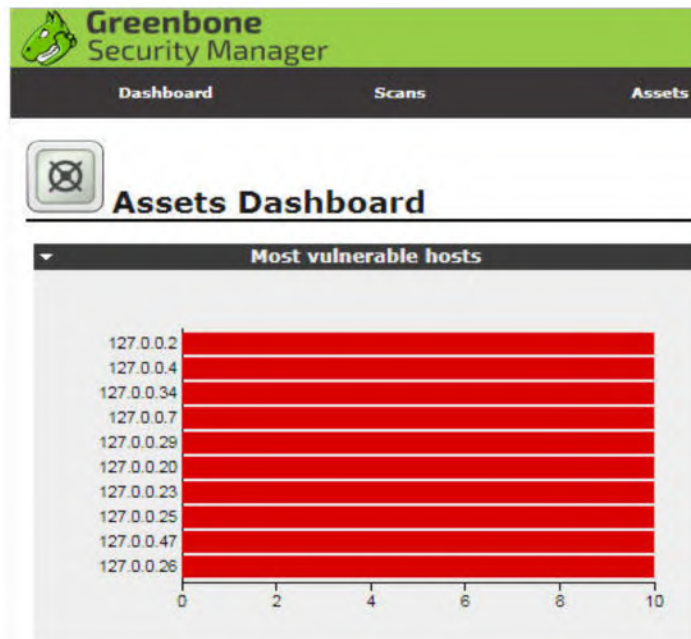 Greenbone
Security Manager
Dashboard Scans Assets
Assets Dashboard
Most vulnerable hosts
127.0.0.2
127.0.0.4
127.0.0.34
127.0.0.7
127.0.0.29
127.0.0.20
127.0.0.23
127.0.0.25
127.0.0.47
127.0.0.26
0 2 4 6 8 10